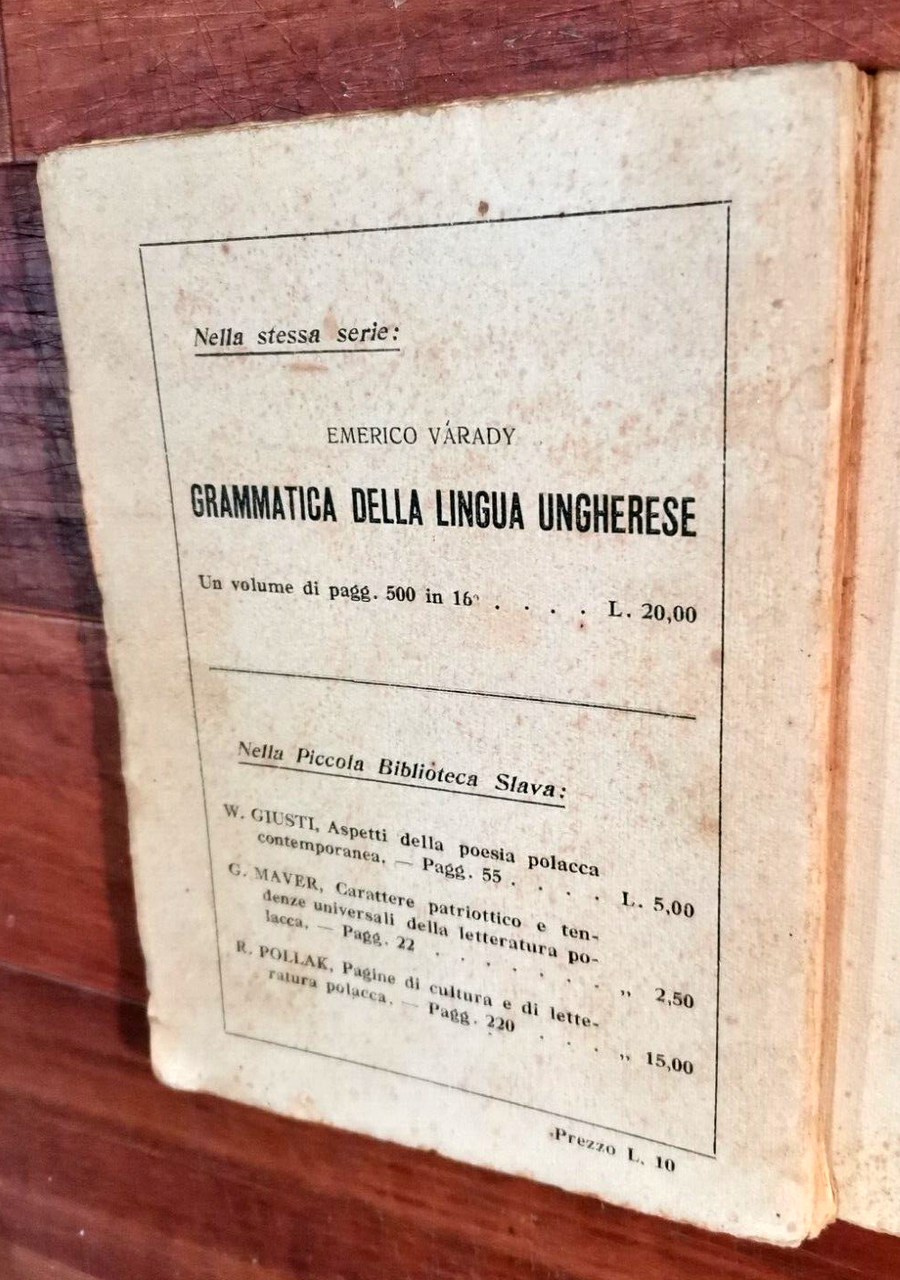 Nella stessa serie:
EMERICO VÁRADY
GRAMMATICA DELLA LINGUA UNGHERESE
Un volume di pagg. 500 in 16° . . . . L. 20,00
Nella Piccola Biblioteca Slava:
W. GIUSTI, Aspetti della poesia polacca
contemporanea. — Pagg. 55 . . . . L. 5,00
G. MAVER, Carattere patriottico e ten-
denze universali della letteratura po-
lacca. — Pagg. 22 . . . . . . . „ 2,50
R. POLLAK, Pagine di cultura e di lette-
ratura polacca. — Pagg. 220 . . . „ 15,00
Prezzo L. 10